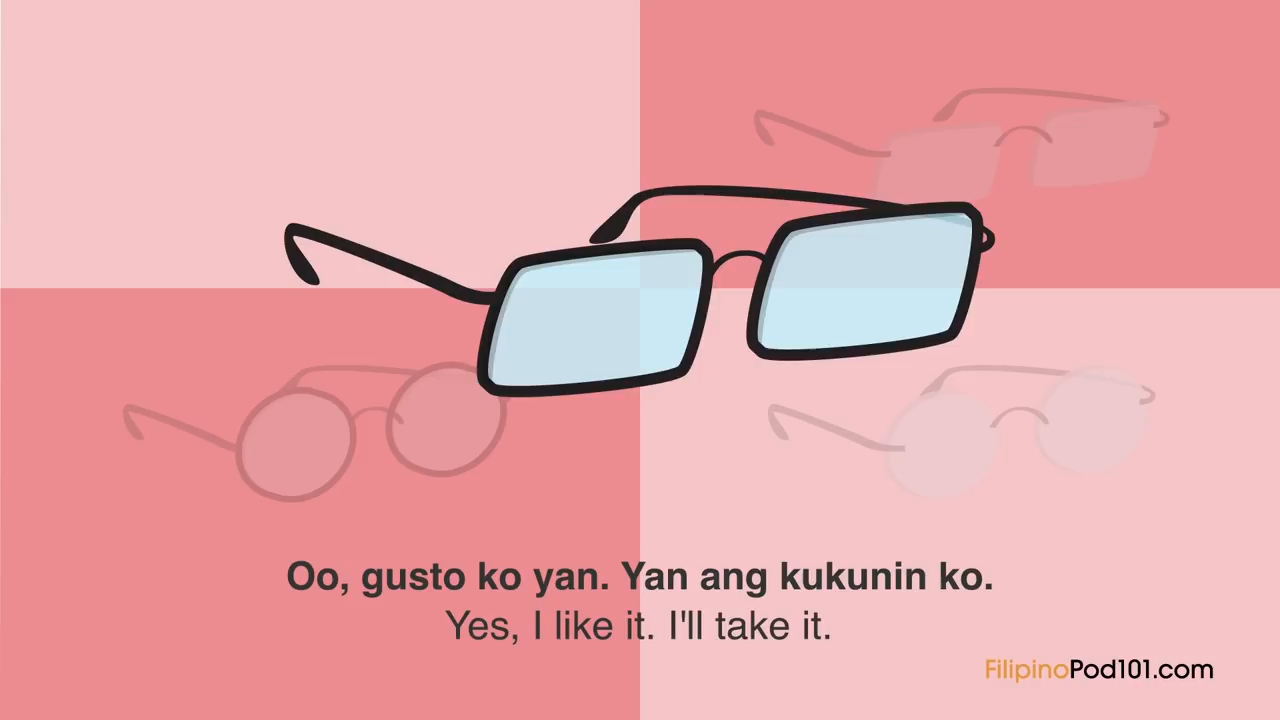 Oo, gusto ko yan. Yan ang kukunin ko.
Yes, I like it. I'll take it.
FilipinoPod101.com